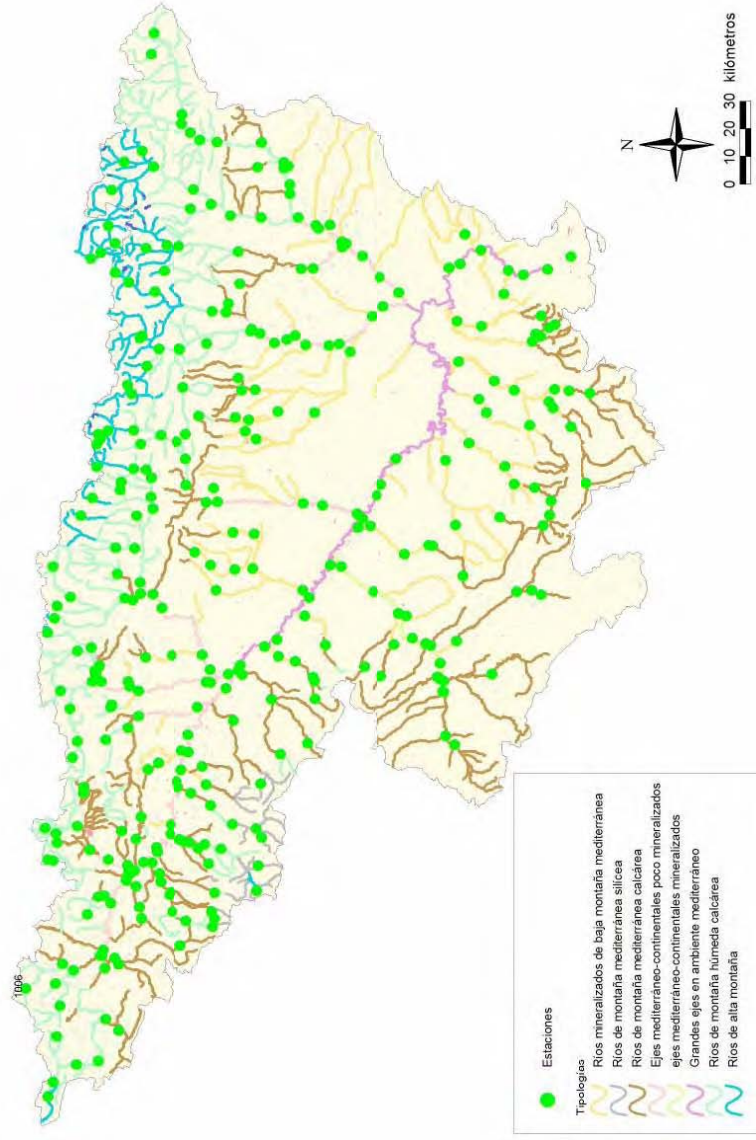 1006
N
0 10 20 30 kilómetros
Estaciones
Tipologías
Ríos mineralizados de baja montaña mediterránea
Ríos de montaña mediterránea silícea
Ríos de montaña mediterránea calcárea
Ejes mediterráneo-continentales poco mineralizados
ejes mediterráneo-continentales mineralizados
Grandes ejes en ambiente mediterráneo
Ríos de montaña húmeda calcárea
Ríos de alta montaña